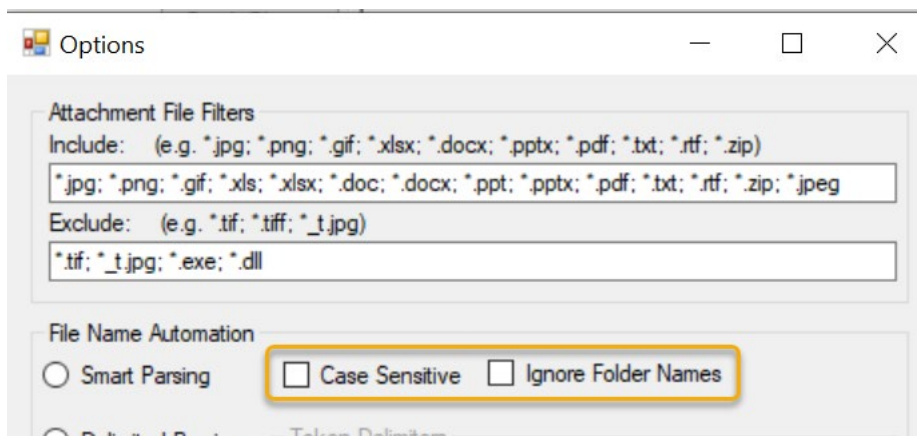 Options
Attachment File Filters
Include: (e.g. *.jpg; *.png; *.gif; *.xlsx; *.docx; *.pptx; *.pdf; *.txt; *.rtf; *.zip)
*.jpg; *.png; *.gif; *.xls; *.xlsx; *.doc; *.docx; *.ppt; *.pptx; *.pdf; *.txt; *.rtf; *.zip; *.jpeg
Exclude: (e.g. *.tif; *.tiff; *_t.jpg)
*.tif; *_t.jpg; *.exe; *.dll
File Name Automation
Smart Parsing Case Sensitive Ignore Folder Names
Token Delimiters